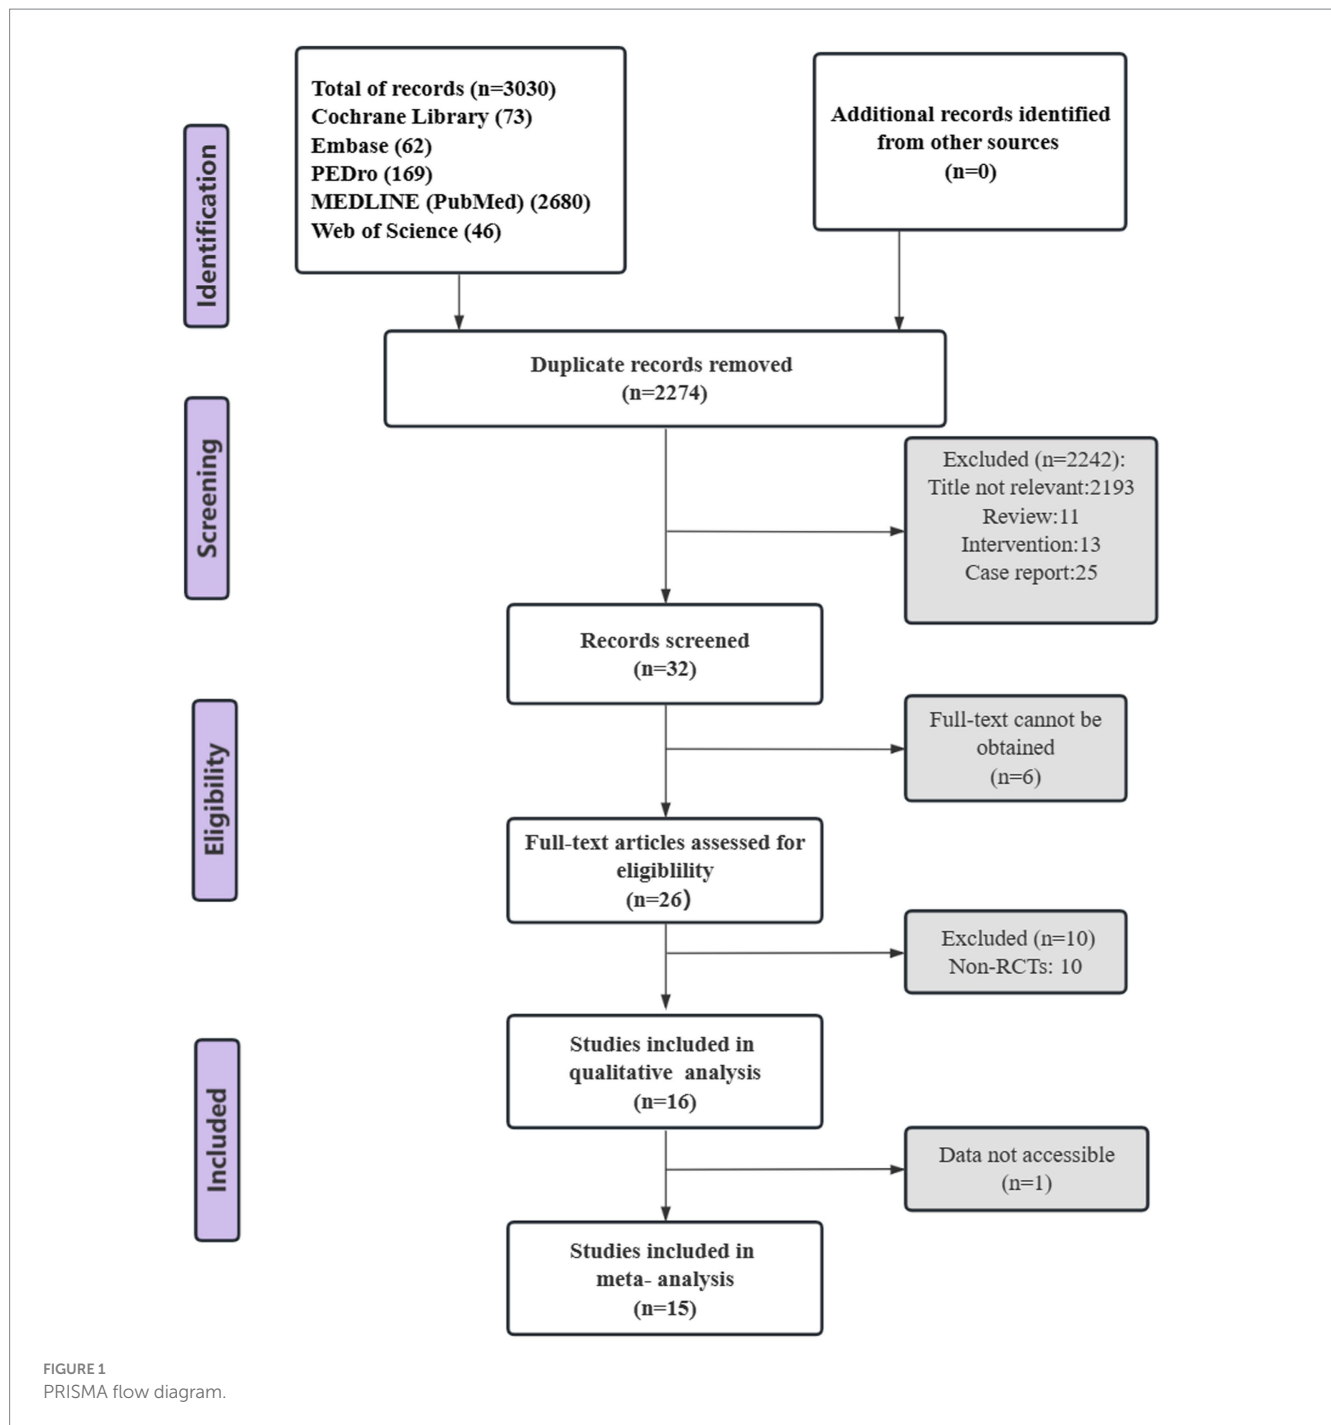 Total of records (n=3030)
Cochrane Library (73)
Embase (62)
PEDro (169)
MEDLINE (PubMed) (2680)
Web of Science (46)
Additional records identified
from other sources
(n=0)
Identification
Duplicate records removed
(n=2274)
Screening
Excluded (n=2242):
Title not relevant:2193
Review:11
Intervention:13
Case report:25
Records screened
(n=32)
Eligibility
Full-text cannot be
obtained
(n=6)
Full-text articles assessed for
eligiblility
(n=26)
Excluded (n=10)
Non-RCTs: 10
Included
Studies included in
qualitative analysis
(n=16)
Data not accessible
(n=1)
Studies included in
meta- analysis
(n=15)
FIGURE 1
PRISMA flow diagram.